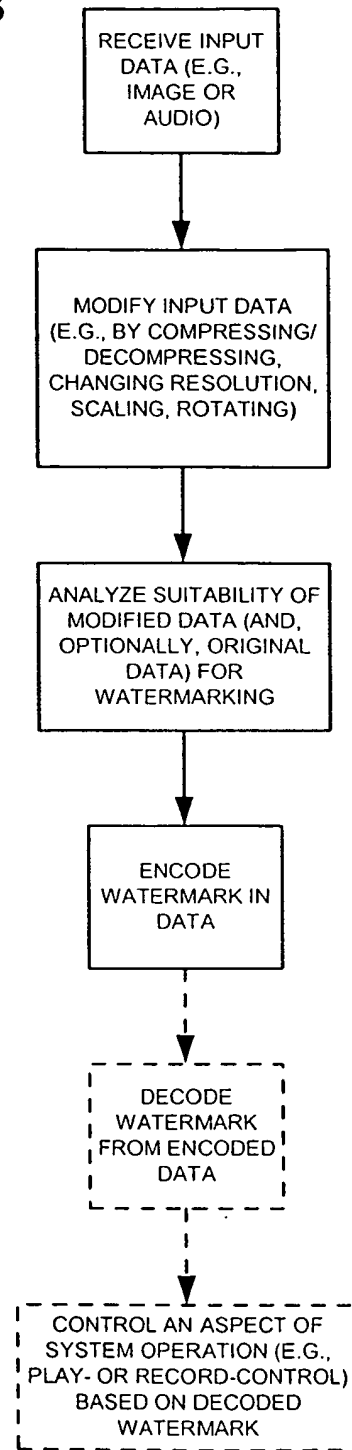 RECEIVE INPUT
DATA (E.G.,
IMAGE OR
AUDIO)
MODIFY INPUT DATA
(E.G., BY COMPRESSING/
DECOMPRESSING,
CHANGING RESOLUTION,
SCALING, ROTATING)
ANALYZE SUITABILITY OF
MODIFIED DATA (AND,
OPTIONALLY, ORIGINAL
DATA) FOR
WATERMARKING
ENCODE
WATERMARK IN
DATA
DECODE
WATERMARK
FROM ENCODED
DATA
CONTROL AN ASPECT OF
SYSTEM OPERATION (E.G.,
PLAY- OR RECORD-CONTROL)
BASED ON DECODED
WATERMARK